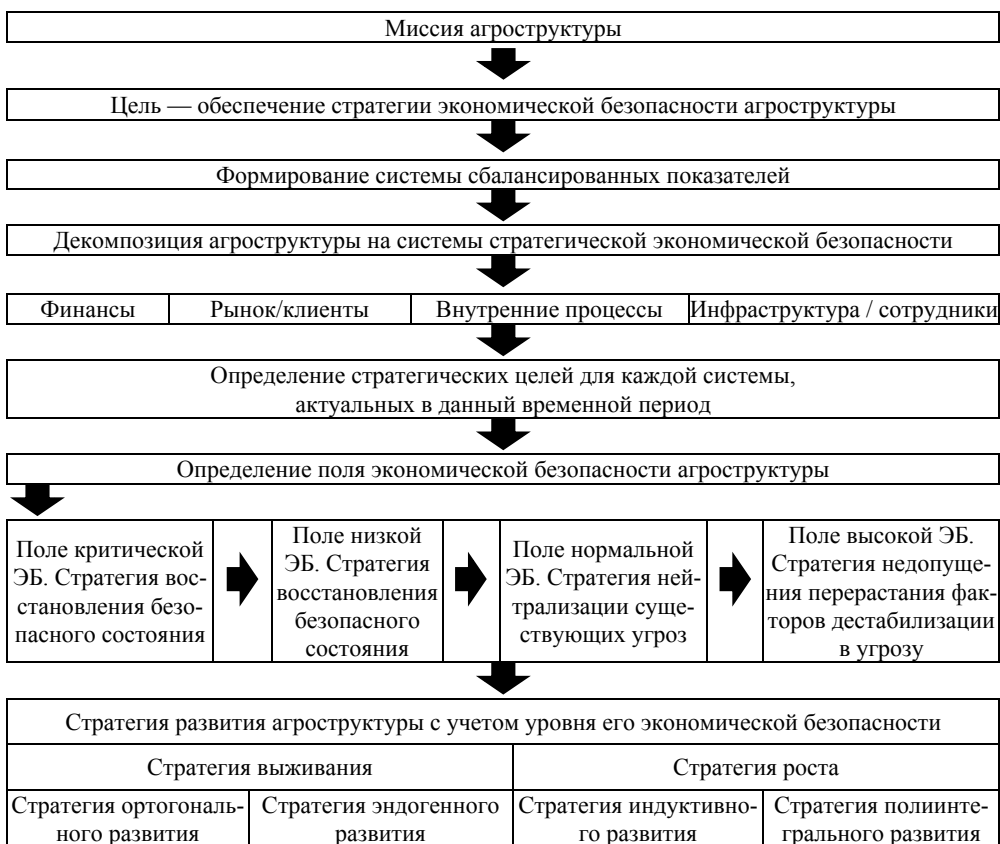 Миссия агроструктуры
Цель — обеспечение стратегии экономической безопасности агроструктуры
Формирование системы сбалансированных показателей
Декомпозиция агроструктуры на системы стратегической экономической безопасности
Финансы
Рынок/клиенты
Внутренние процессы
Инфраструктура / сотрудники
Определение стратегических целей для каждой системы,
актуальных в данный временной период
Определение поля экономической безопасности агроструктуры
Поле критической
ЭБ. Стратегия вос-
становления безо-
пасного состояния
Поле низкой
ЭБ. Стратегия
восстановления
безопасного
состояния
Поле нормальной
ЭБ. Стратегия ней-
трализации суще-
ствующих угроз
Поле высокой ЭБ.
Стратегия недопуще-
ния перерастания фак-
торов дестабилизации
в угрозу
Стратегия развития агроструктуры с учетом уровня его экономической безопасности
Стратегия выживания
Стратегия роста
Стратегия ортогональ-
ного развития
Стратегия эндогенного
развития
Стратегия индуктивно-
го развития
Стратегия полиинте-
грального развития